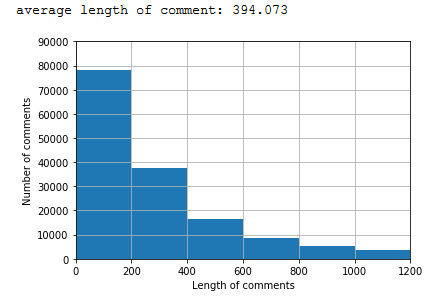 average length of comment: 394.073
90000
80000
70000
60000
50000
40000
30000
20000
10000
0
Number of comments
0 200 400 600 800 1000 1200
Length of comments